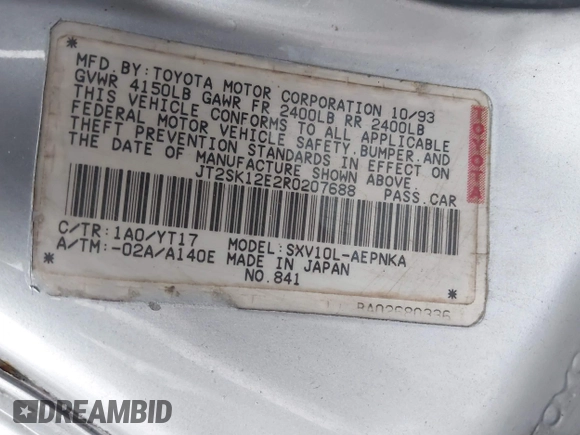 MFD. BY: TOYOTA MOTOR CORPORATION 10/93
GVWR 4150LB GAWR FR 2400LB RR 2400LB
THIS VEHICLE CONFORMS TO ALL APPLICABLE
FEDERAL MOTOR VEHICLE SAFETY, BUMPER, AND
THEFT PREVENTION STANDARDS IN EFFECT ON
THE DATE OF MANUFACTURE SHOWN ABOVE.
JT2SK12E2R0207688 PASS. CAR
TOYOTA
C/TR: 1A0/YT17 MODEL: SXV10L-AEPNKA
A/TM: -02A/A140E MADE IN JAPAN
NO. 841
DREAMBID